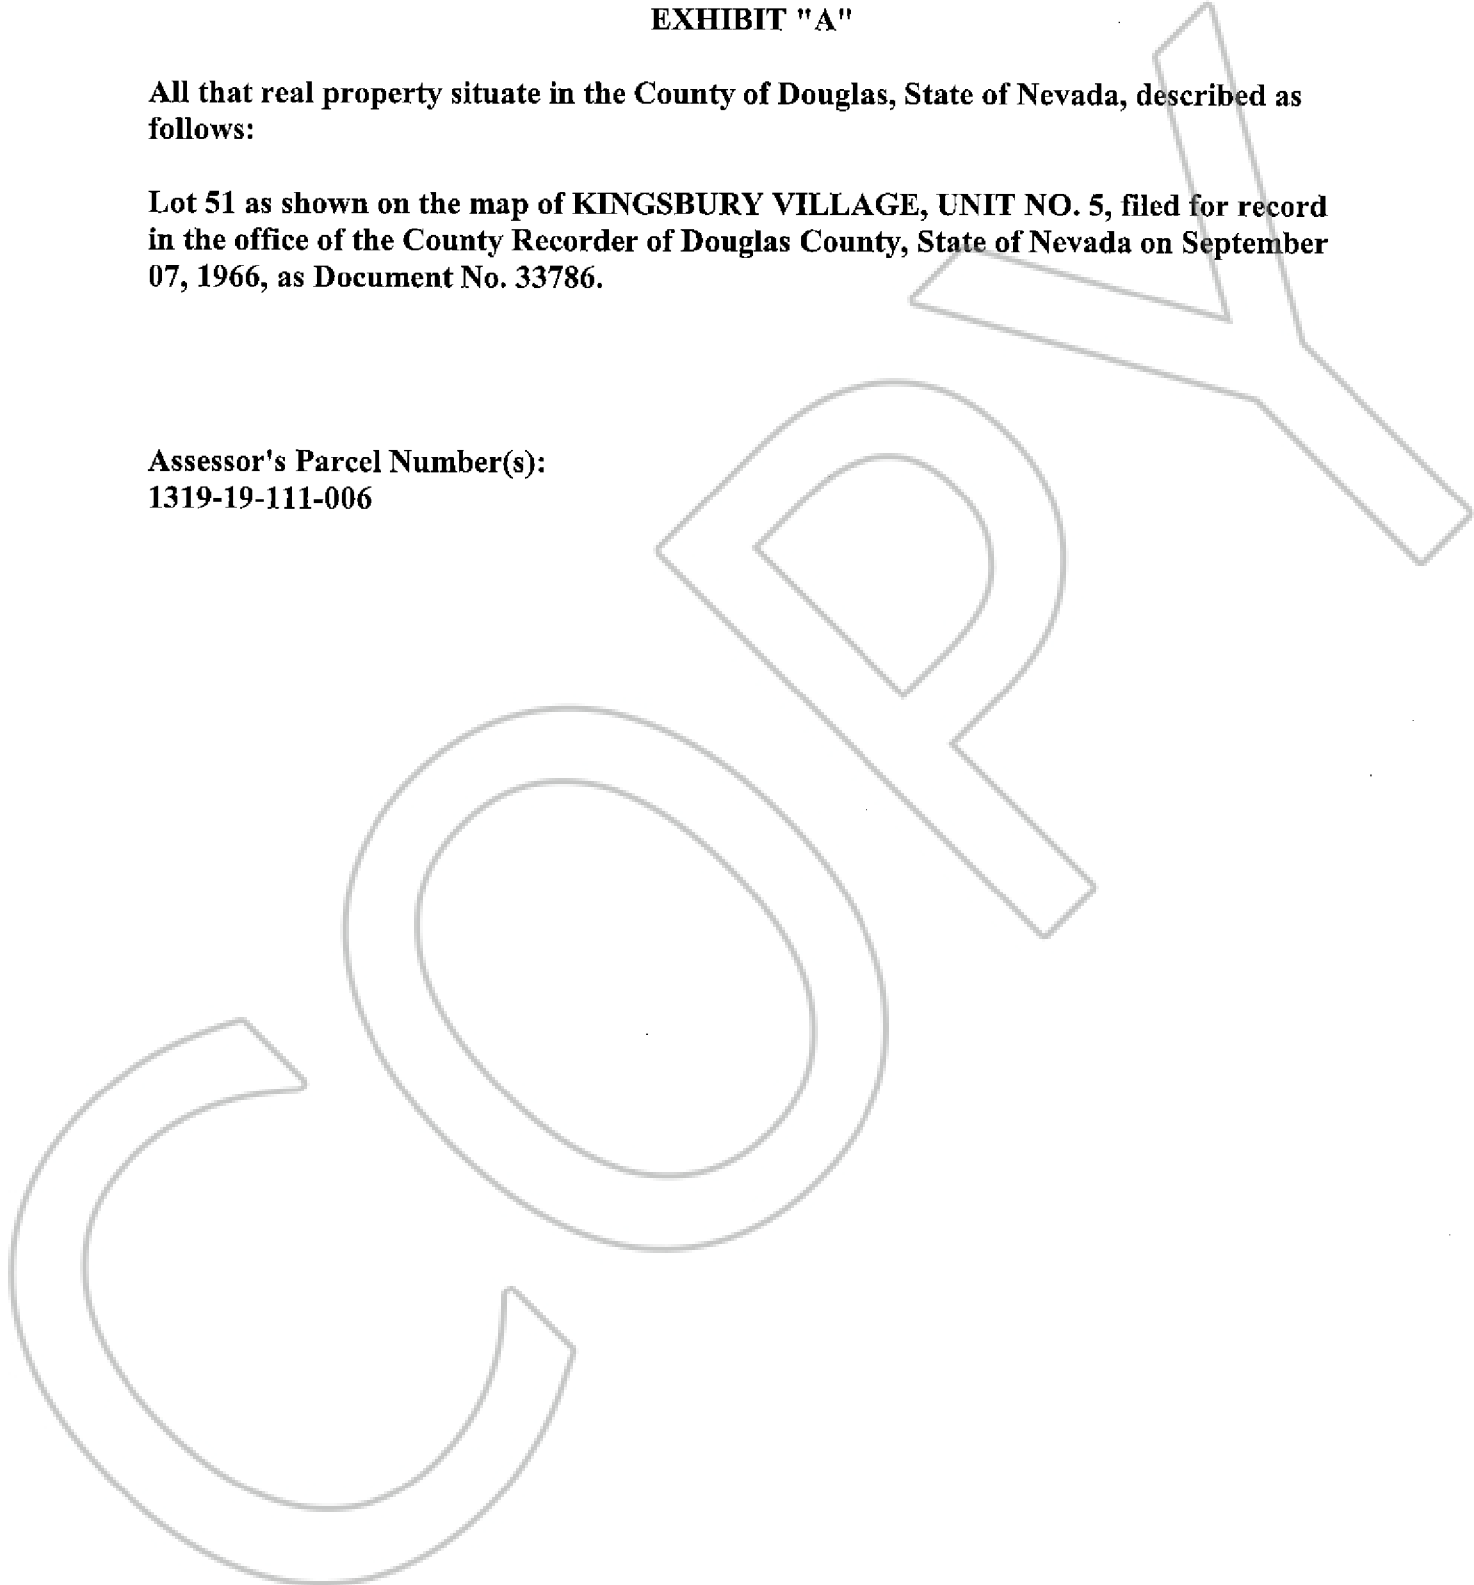 EXHIBIT "A"
All that real property situate in the County of Douglas, State of Nevada, described as
follows:
Lot 51 as shown on the map of KINGSBURY VILLAGE, UNIT NO. 5, filed for record
in the office of the County Recorder of Douglas County, State of Nevada on September
07, 1966, as Document No. 33786.
Assessor's Parcel Number(s):
1319-19-111-006
COPY